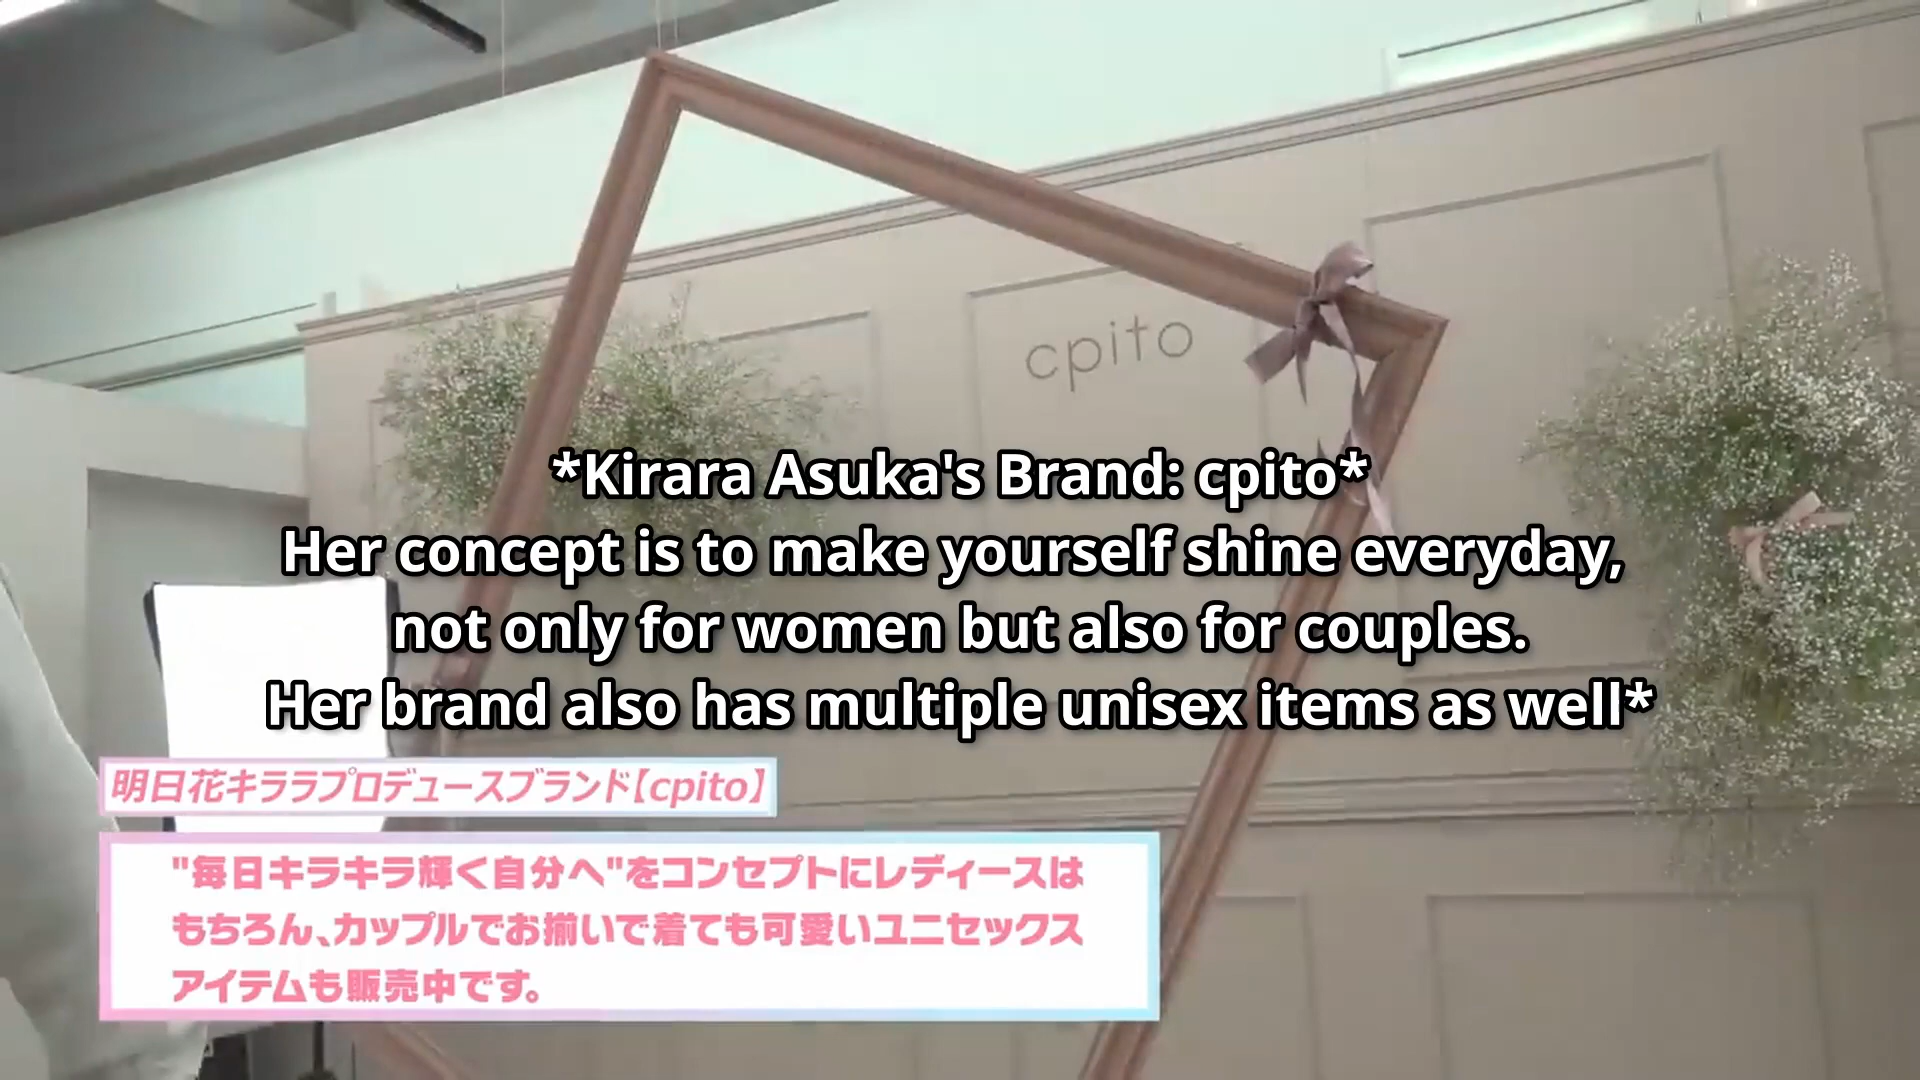 cpito
*Kirara Asuka's Brand: cpito*
Her concept is to make yourself shine everyday,
not only for women but also for couples.
Her brand also has multiple unisex items as well*
明日花キララプロデュースブランド【cpito】
"毎日キラキラ輝く自分へ"をコンセプトにレディースは
もちろん、カップルでお揃いで着ても可愛いユニセックス
アイテムも販売中です。